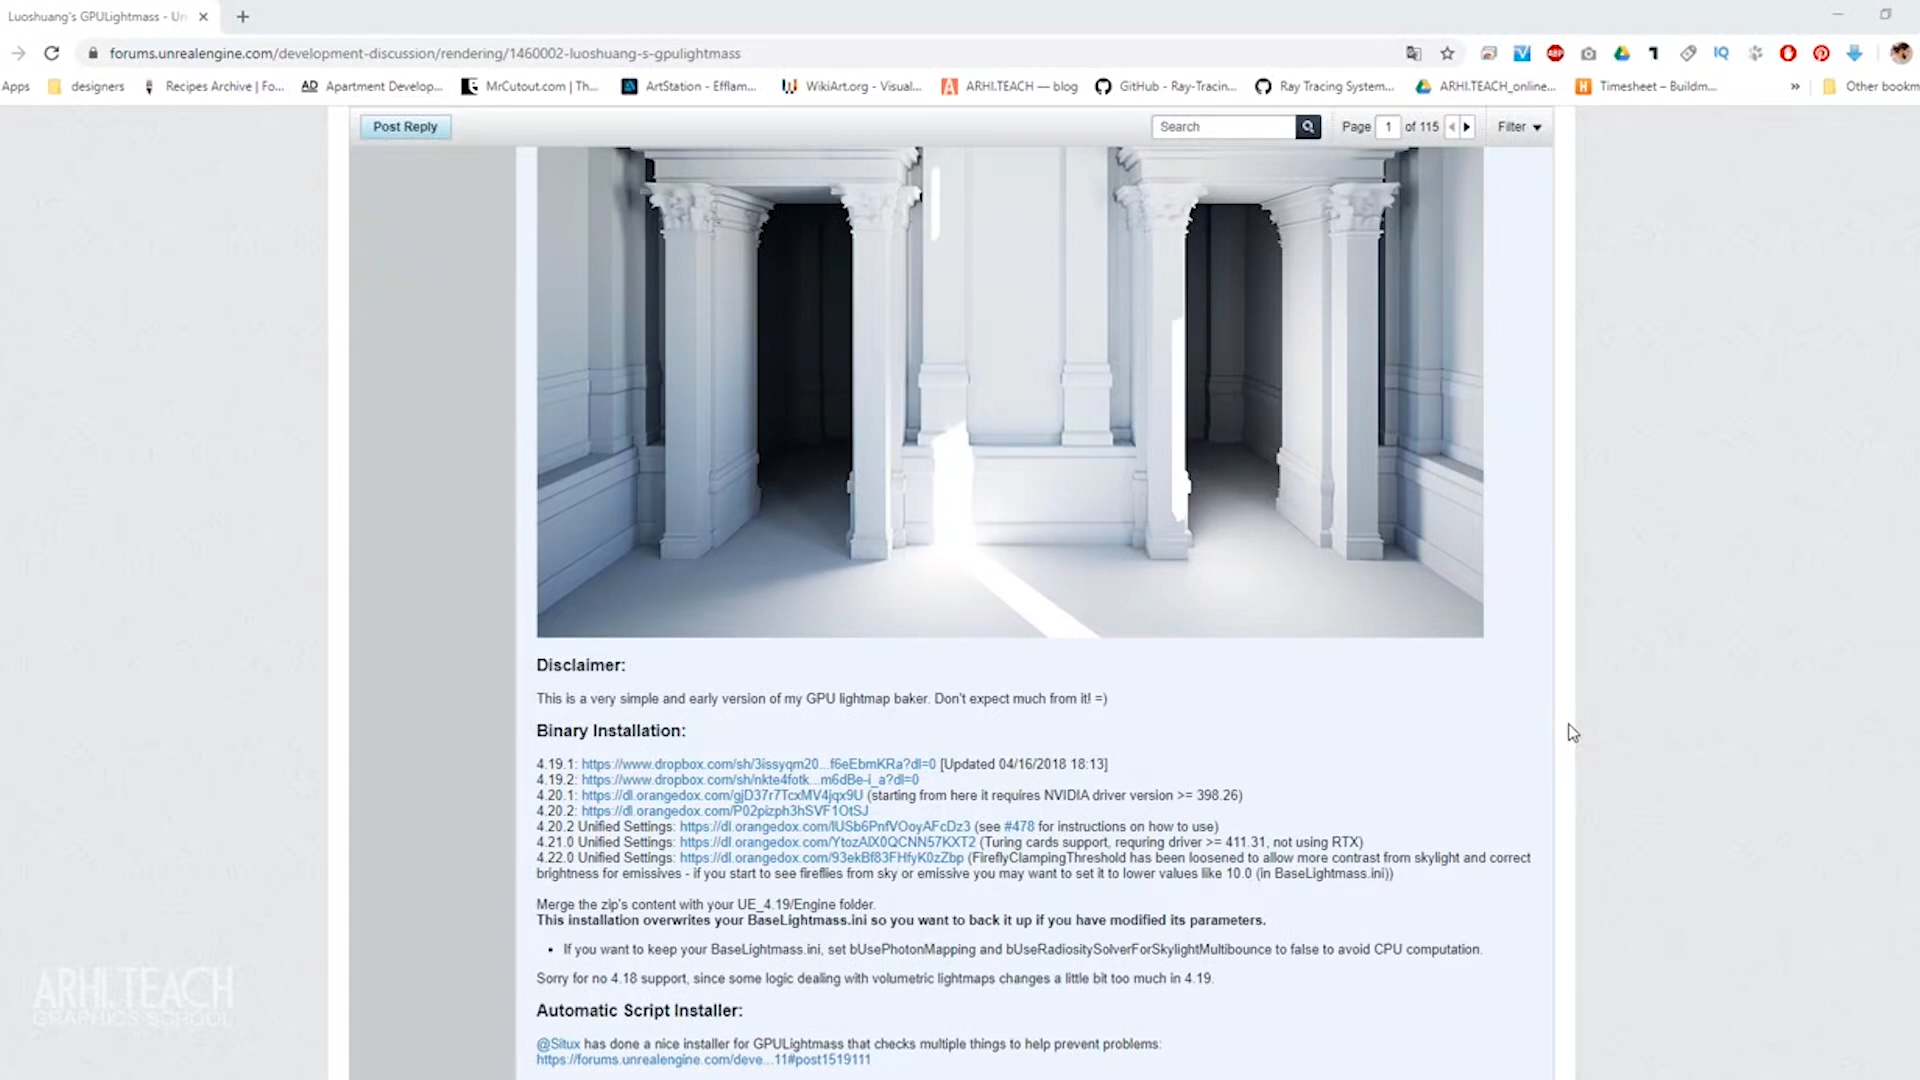 Luoshuang's GPULightmass - Un
forums.unrealengine.com/development-discussion/rendering/1460002-luoshuang-s-gpulightmass
Apps designers Recipes Archive | Fo... AD Apartment Develop... MrCutout.com | Th... ArtStation - Efflam... WikiArt.org - Visual... ARHI.TEACH — blog GitHub - Ray-Tracin... Ray Tracing System... ARHI.TEACH_online... Timesheet – Buildm... » Other bookm
Post Reply Search Page 1 of 115 Filter
Disclaimer:
This is a very simple and early version of my GPU lightmap baker. Don't expect much from it! =)
Binary Installation:
4.19.1: https://www.dropbox.com/sh/3issyqm20...f6eEbmKRa?dl=0 [Updated 04/16/2018 18:13]
4.19.2: https://www.dropbox.com/sh/nkte4fotk...m6dBe-i_a?dl=0
4.20.1: https://dl.orangedox.com/gjD37r7TcxMV4jqx9U (starting from here it requires NVIDIA driver version >= 398.26)
4.20.2: https://dl.orangedox.com/P02pizph3hSVF1OtSJ
4.20.2 Unified Settings: https://dl.orangedox.com/lUSb6PnfVOoyAFcDz3 (see #478 for instructions on how to use)
4.21.0 Unified Settings: https://dl.orangedox.com/YtozAlX0QCNN57KXT2 (Turing cards support, requring driver >= 411.31, not using RTX)
4.22.0 Unified Settings: https://dl.orangedox.com/93ekBf83FHfyK0zZbp (FireflyClampingThreshold has been loosened to allow more contrast from skylight and correct
brightness for emissives - if you start to see fireflies from sky or emissive you may want to set it to lower values like 10.0 (in BaseLightmass.ini))
Merge the zip's content with your UE_4.19/Engine folder.
This installation overwrites your BaseLightmass.ini so you want to back it up if you have modified its parameters.
• If you want to keep your BaseLightmass.ini, set bUsePhotonMapping and bUseRadiositySolverForSkylightMultibounce to false to avoid CPU computation.
Sorry for no 4.18 support, since some logic dealing with volumetric lightmaps changes a little bit too much in 4.19.
Automatic Script Installer:
@Situx has done a nice installer for GPULightmass that checks multiple things to help prevent problems:
https://forums.unrealengine.com/deve...11#post1519111
ARHI.TEACH
GRAPHICS SCHOOL